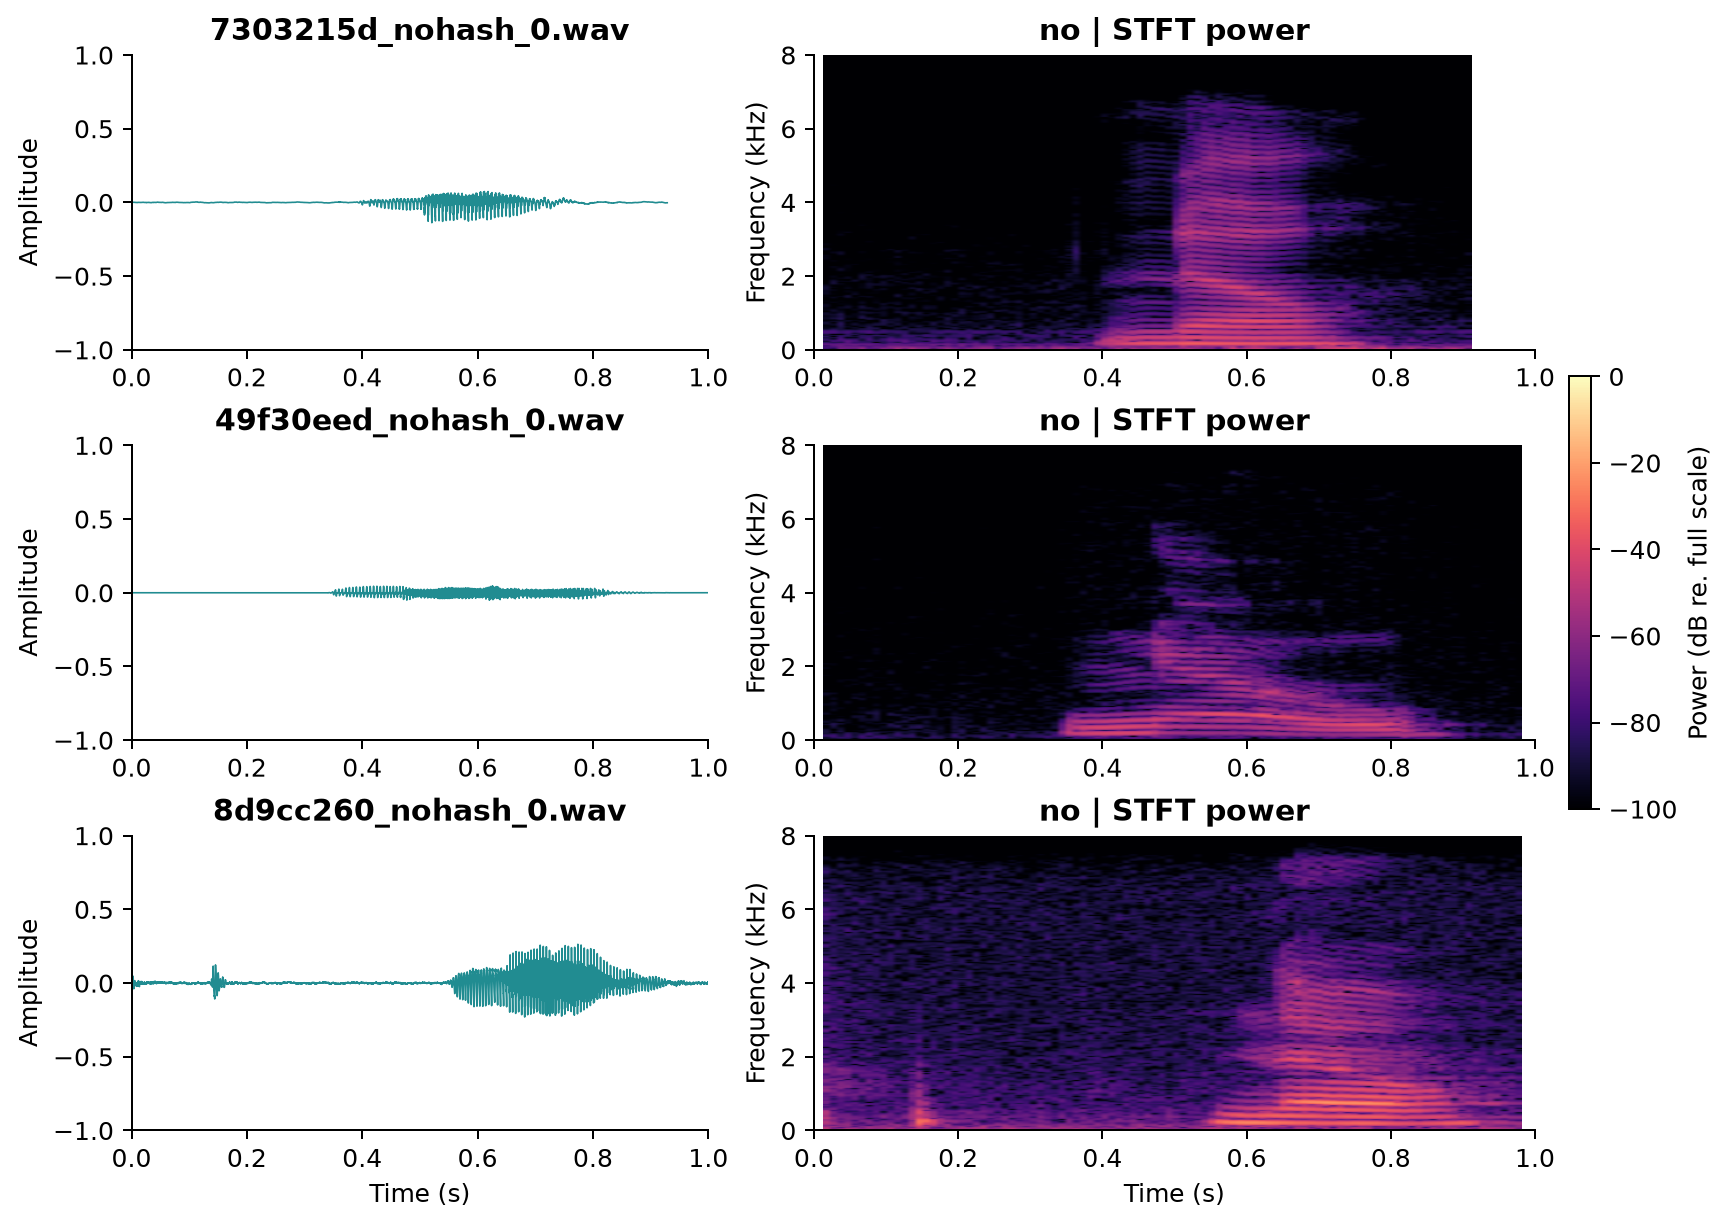 7303215d_nohash_0.wav
no | STFT power
1.0
0.5
0.0
−0.5
−1.0
Amplitude
0.0 0.2 0.4 0.6 0.8 1.0
8
6
4
2
0
Frequency (kHz)
0.0 0.2 0.4 0.6 0.8 1.0
49f30eed_nohash_0.wav
no | STFT power
1.0
0.5
0.0
−0.5
−1.0
Amplitude
0.0 0.2 0.4 0.6 0.8 1.0
8
6
4
2
0
Frequency (kHz)
0.0 0.2 0.4 0.6 0.8 1.0
8d9cc260_nohash_0.wav
no | STFT power
1.0
0.5
0.0
−0.5
−1.0
Amplitude
0.0 0.2 0.4 0.6 0.8 1.0
Time (s)
8
6
4
2
0
Frequency (kHz)
0.0 0.2 0.4 0.6 0.8 1.0
Time (s)
0
−20
−40
−60
−80
−100
Power (dB re. full scale)